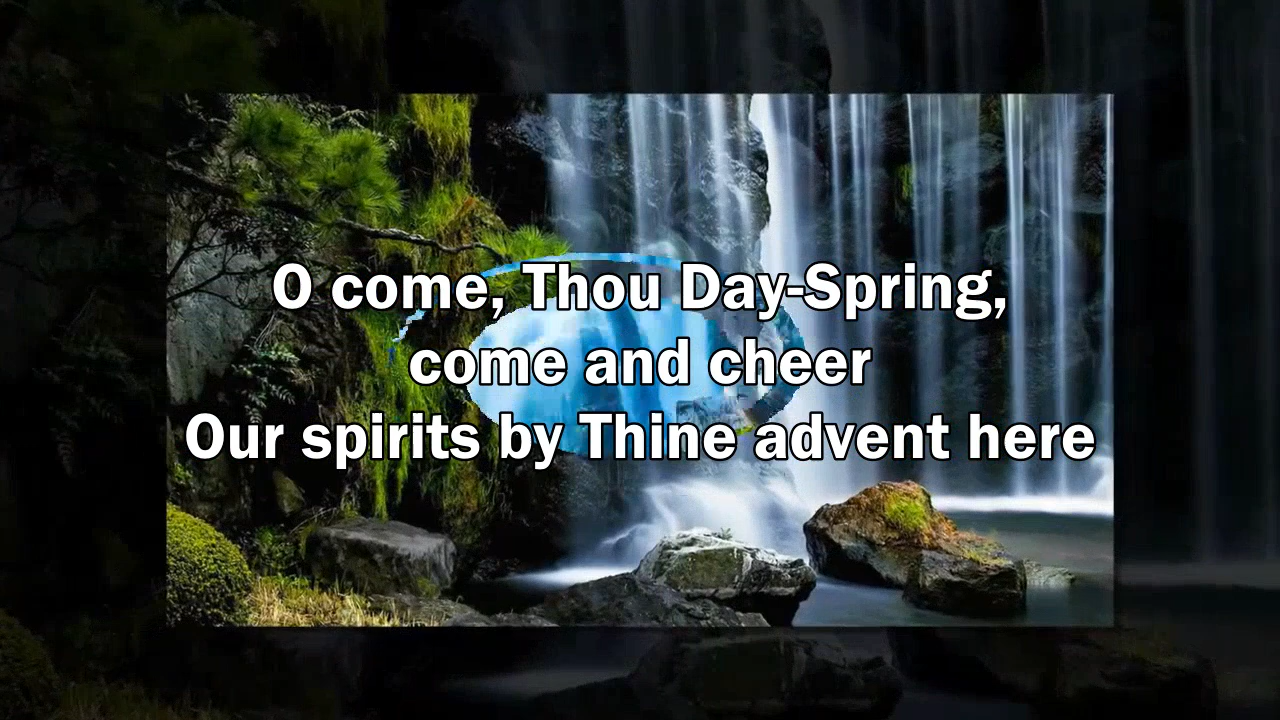 O come, Thou Day-Spring,
come and cheer
Our spirits by Thine advent here